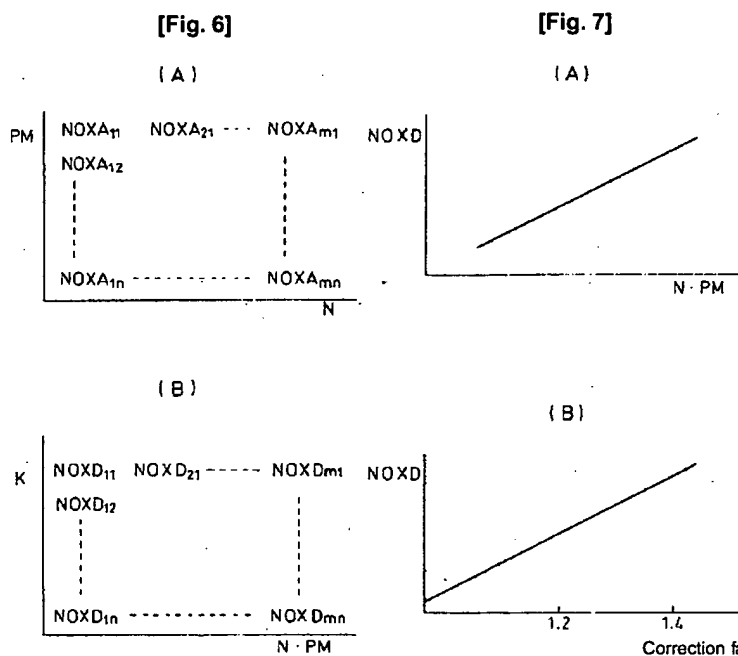 [Fig. 6]
(A)
PM
NOXA11 NOXA21 ---- NOXAm1
NOXA12
NOXA1n ---------- NOXAmn
N
(B)
K
NOXD11 NOXD21 ------ NOXDm1
NOXD12
NOXD1n ---------- NOXDmn
N · PM
[Fig. 7]
(A)
NOXD
N · PM
(B)
NOXD
1.2 1.4
Correction